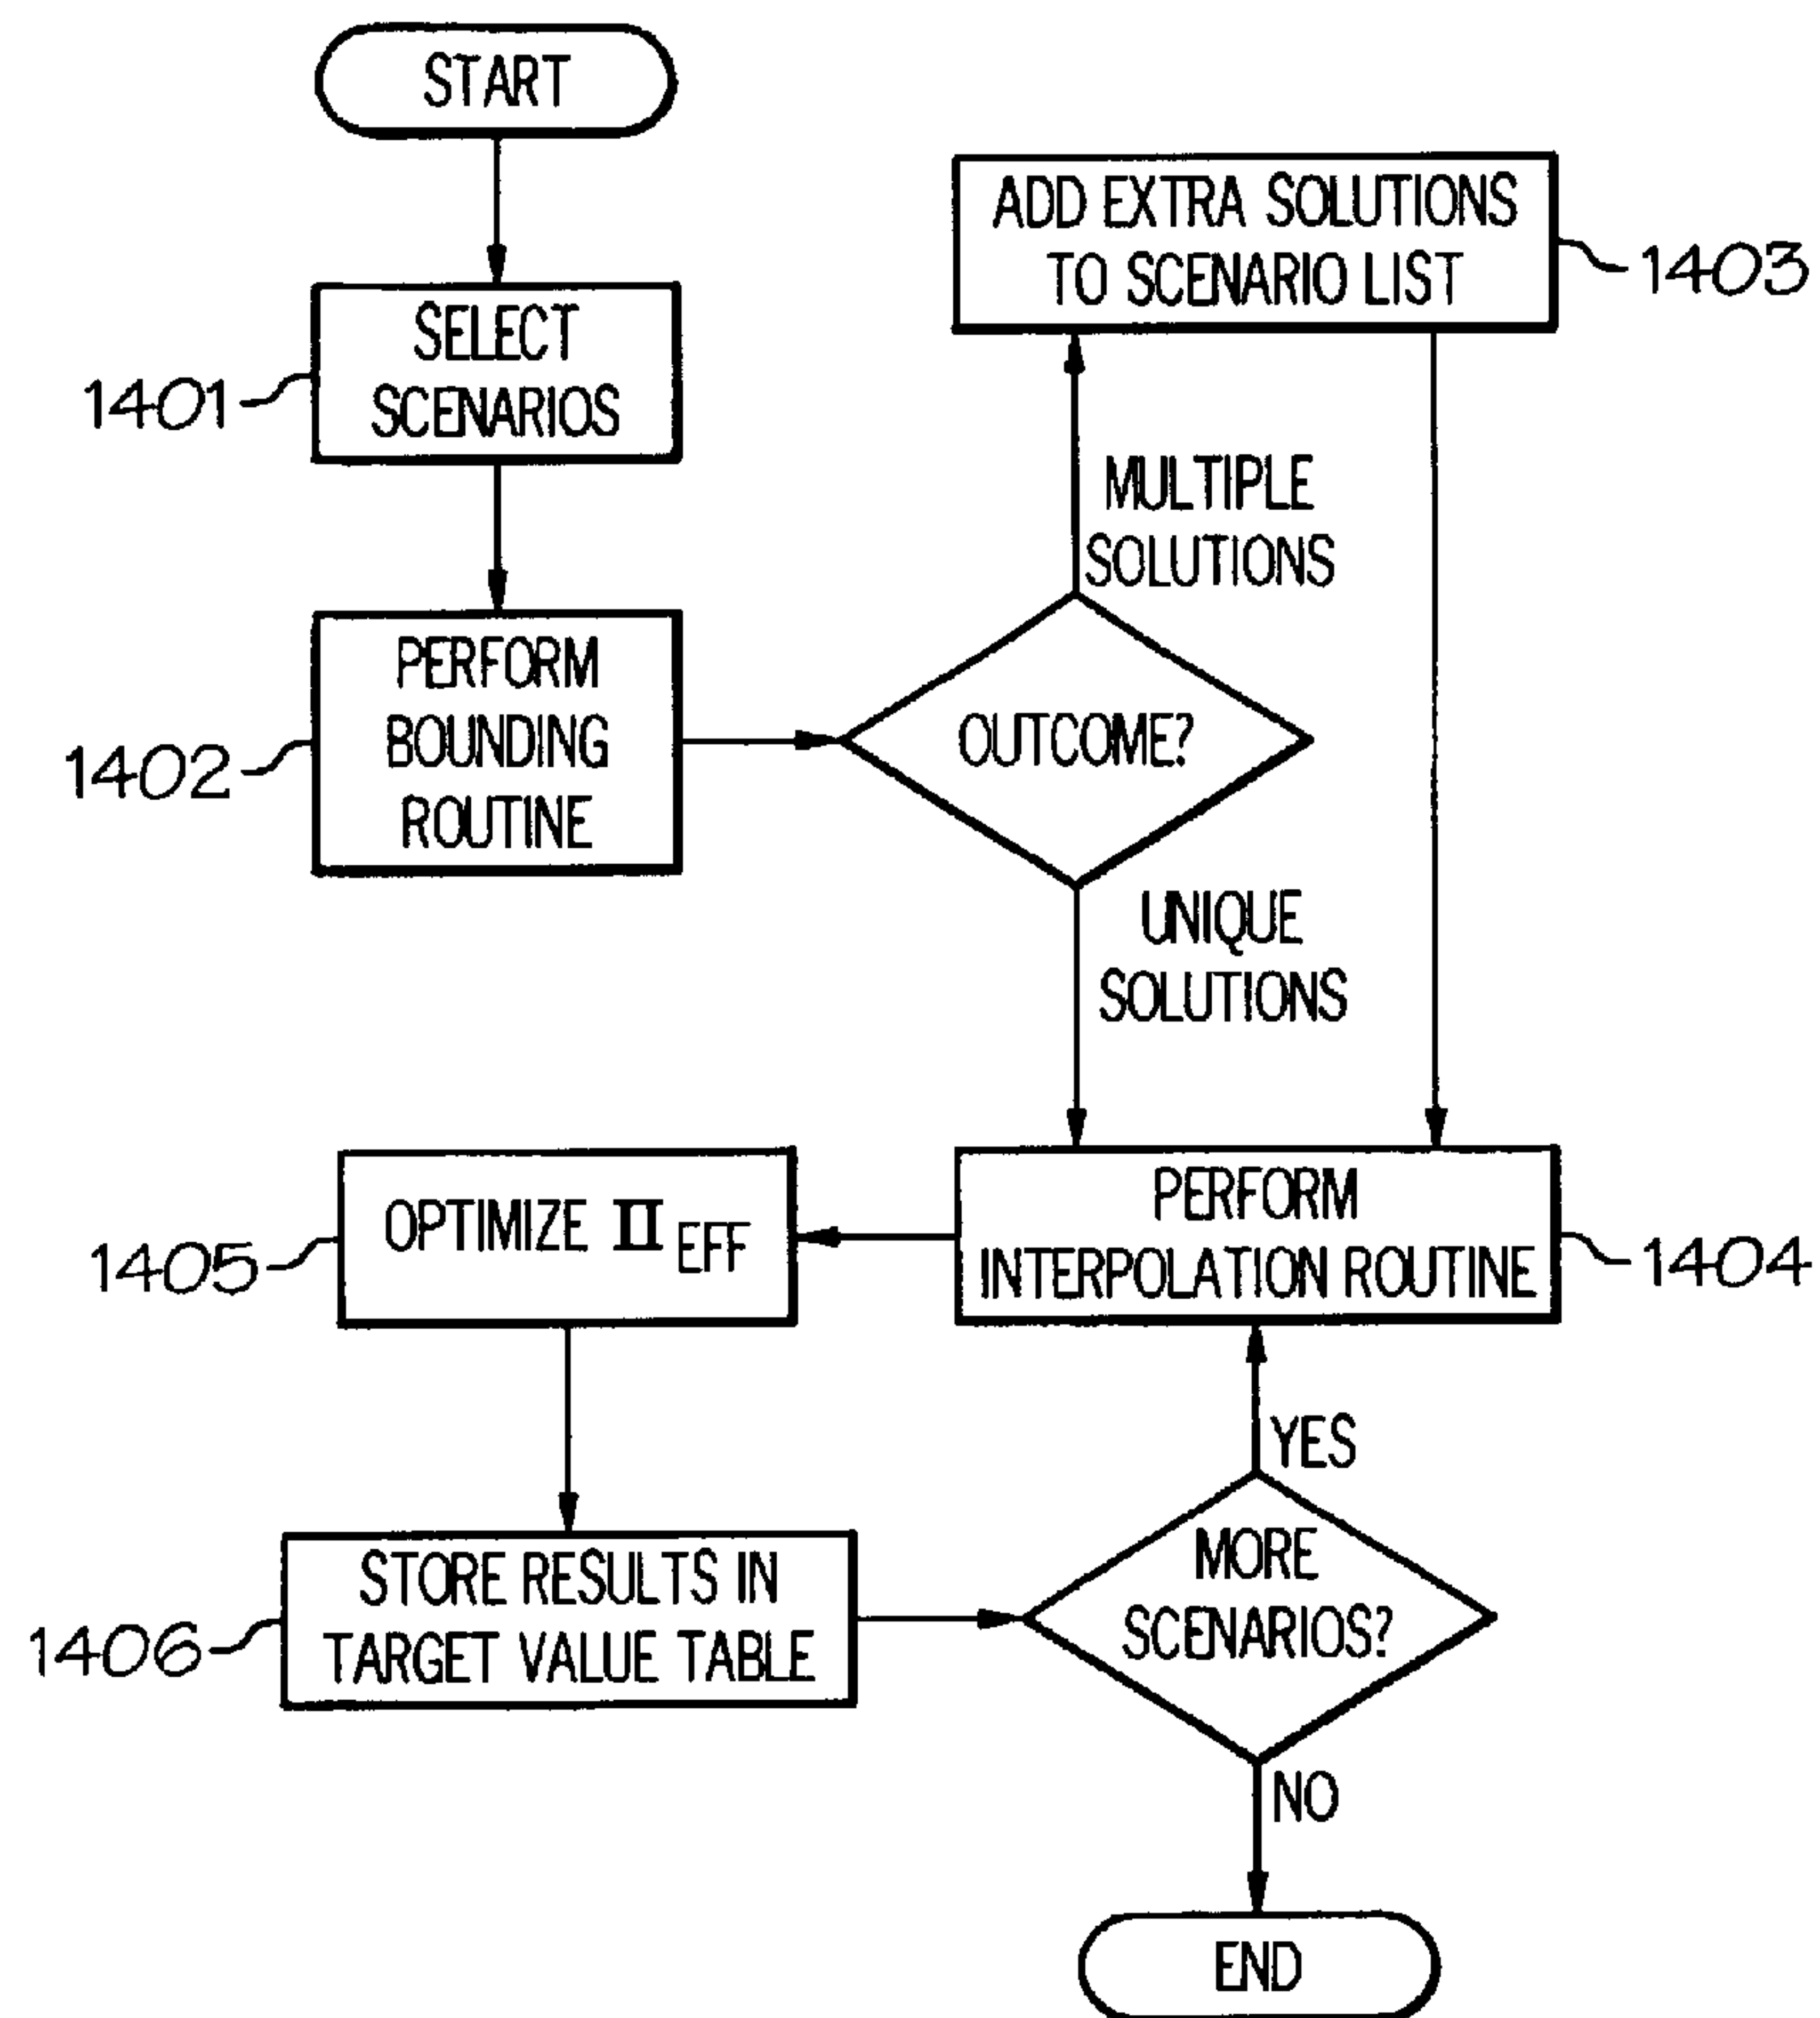 START
SELECT
SCENARIOS
1401
PERFORM
BOUNDING
ROUTINE
1402
OUTCOME?
MULTIPLE
SOLUTIONS
ADD EXTRA SOLUTIONS
TO SCENARIO LIST
1403
UNIQUE
SOLUTIONS
PERFORM
INTERPOLATION ROUTINE
1404
OPTIMIZE II EFF
1405
STORE RESULTS IN
TARGET VALUE TABLE
1406
MORE
SCENARIOS?
YES
NO
END